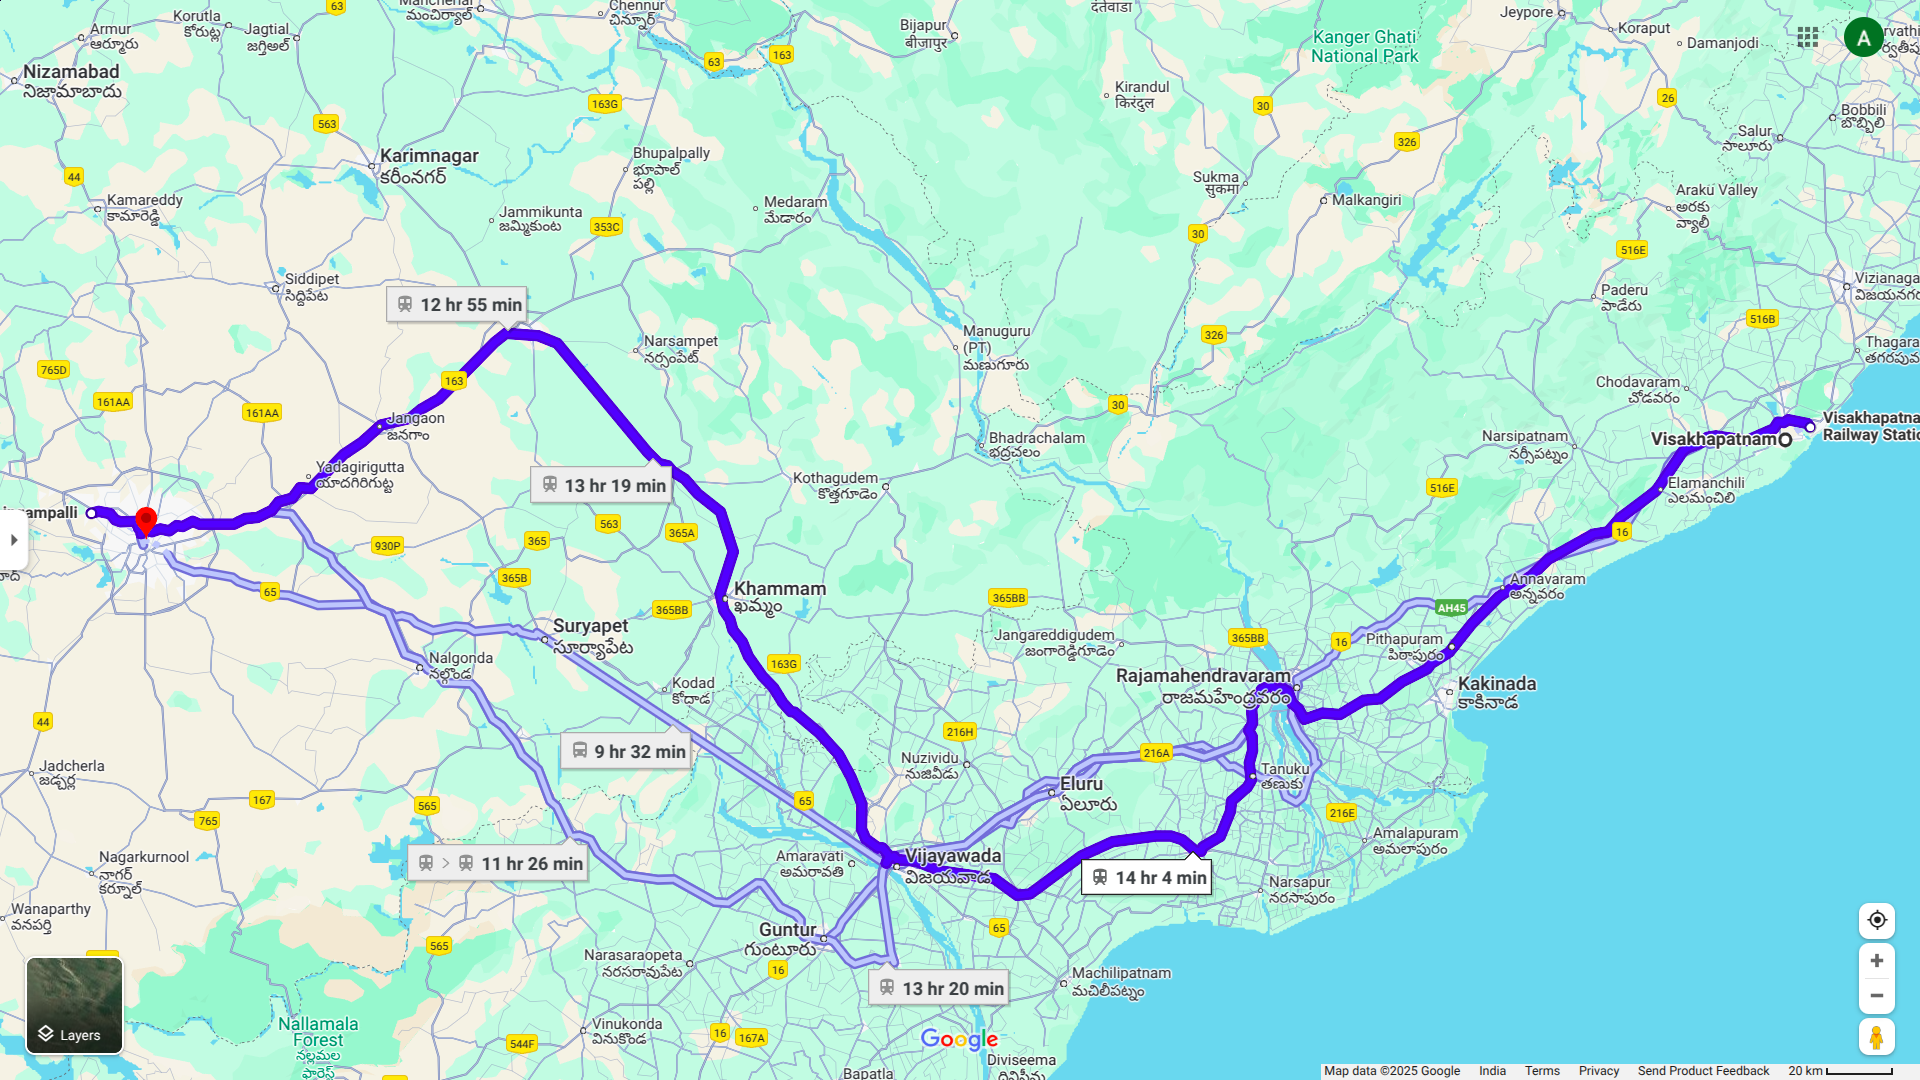 Armur
ఆర్మూరు
Korutla
కోరుట్ల
Jagtial
జగ్తిఅల్
63
మంచిర్యాల్
Chennur
చిన్నూర్
Bijapur
बीजापुर
दंतेवाडा
Jeypore
Koraput
Damanjodi
Kanger Ghati
National Park
A
Nizamabad
నిజామాబాదు
63
163
163G
563
Kirandul
किरंदुल
30
26
Bobbili
బొబ్బిలి
Salur
సాలూరు
326
Karimnagar
కరీంనగర్
Bhupalpally
భూపాల్
పల్లి
44
Kamareddy
కామారెడ్డి
Jammikunta
జమ్మికుంట
353C
Medaram
మేడారం
Sukma
सुकमा
Malkangiri
Araku Valley
అరకు
వ్యాలీ
30
516E
Siddipet
సిద్దిపేట
12 hr 55 min
Paderu
పాడేరు
Vizianaga
విజయనగర
516B
Narsampet
నర్సంపేట్
Manuguru
(PT)
మణుగూరు
326
Thagara
తగరపువ
765D
163
161AA
161AA
30
Chodavaram
చోడవరం
Jangaon
జనగాం
Bhadrachalam
భద్రచలం
Narsipatnam
నర్సీపట్నం
Visakhapatnam
Visakhapatna
Railway Static
Yadagirigutta
యాదగిరిగుట్ట
13 hr 19 min
Kothagudem
కొత్తగూడెం
516E
Elamanchili
ఎలమంచిలి
ampalli
563
365
365A
930P
16
365B
65
Khammam
ఖమ్మం
365BB
365BB
Annavaram
అన్నవరం
AH45
Suryapet
సూర్యాపేట
Jangareddigudem
జంగారెడ్డిగూడెం
365BB
16
Pithapuram
పిఠాపురం
Nalgonda
నల్గొండ
163G
Kodad
కోదాడ
Rajamahendravaram
రాజమహేంద్రవరం
Kakinada
కాకినాడ
44
9 hr 32 min
216H
Nuzividu
నుజివీడు
216A
Jadcherla
జడ్చర్ల
167
565
765
65
Eluru
ఏలూరు
Tanuku
తణుకు
216E
Amalapuram
అమలాపురం
Nagarkurnool
నాగర్
కర్నూల్
11 hr 26 min
Amaravati
అమరావతి
Vijayawada
విజయవాడ
14 hr 4 min
Narsapur
నరసాపురం
Wanaparthy
వనపర్తి
565
Guntur
గుంటూరు
65
Narasaraopeta
నరసరావుపేట
16
13 hr 20 min
Machilipatnam
మచిలీపట్నం
Nallamala
Forest
నల్లమల
ఫారెస్ట్
Layers
Vinukonda
వినుకొండ
544F
16
167A
Google
Diviseema
Bapatla
Map data ©2025 Google India Terms Privacy Send Product Feedback 20 km